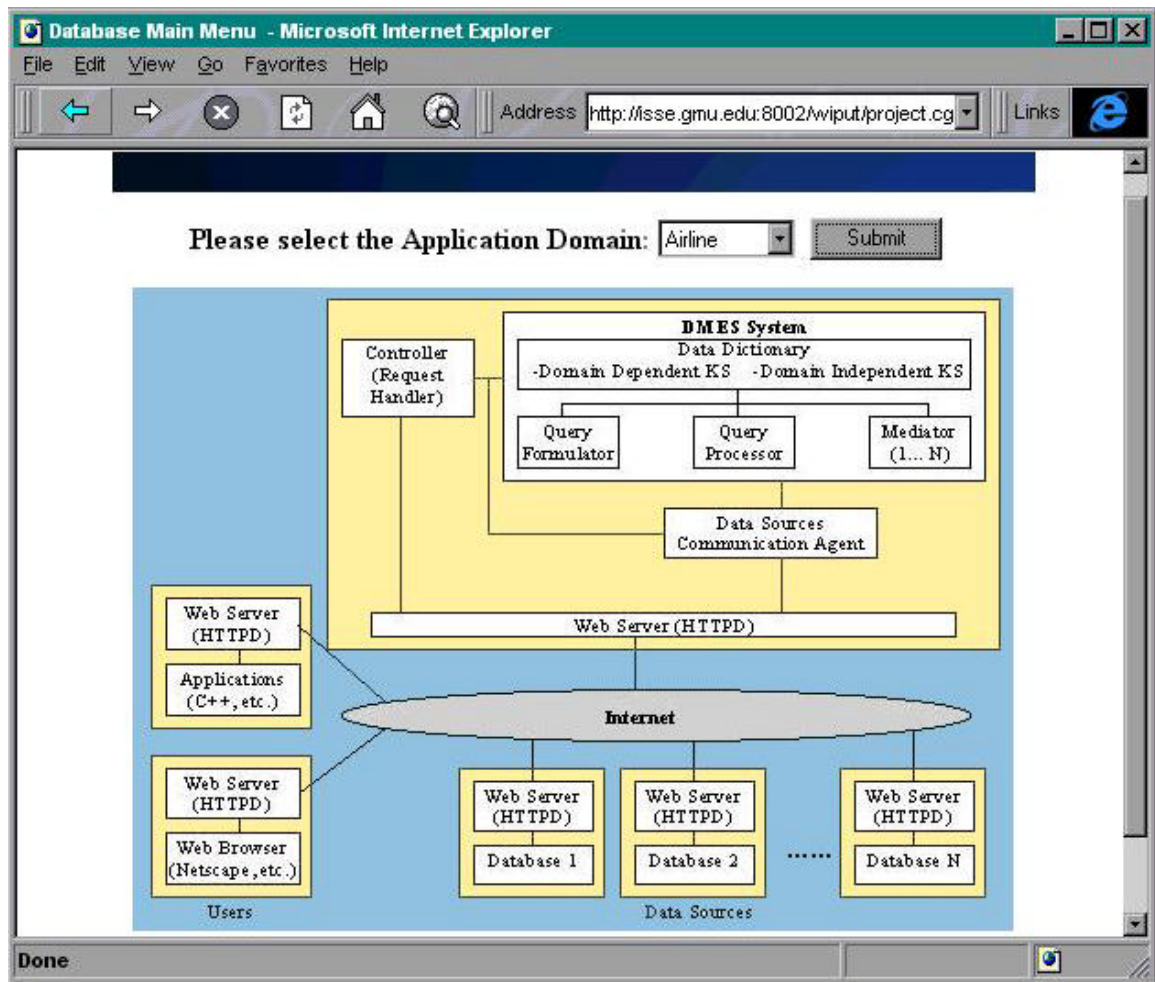 Database Main Menu - Microsoft Internet Explorer
File Edit View Go Favorites Help
Address http://isse.gmu.edu:8002/wiput/project.cg Links
Please select the Application Domain: Airline Submit
DMES System
Data Dictionary
-Domain Dependent KS -Domain Independent KS
Controller
(Request
Handler)
Query
Formulator
Query
Processor
Mediator
(1... N)
Data Sources
Communication Agent
Web Server (HTTPD)
Web Server
(HTTPD)
Applications
(C++,etc.)
Internet
Web Server
(HTTPD)
Web Browser
(Netscape,etc.)
Users
Web Server
(HTTPD)
Database 1
Web Server
(HTTPD)
Database 2
......
Web Server
(HTTPD)
Database N
Data Sources
Done